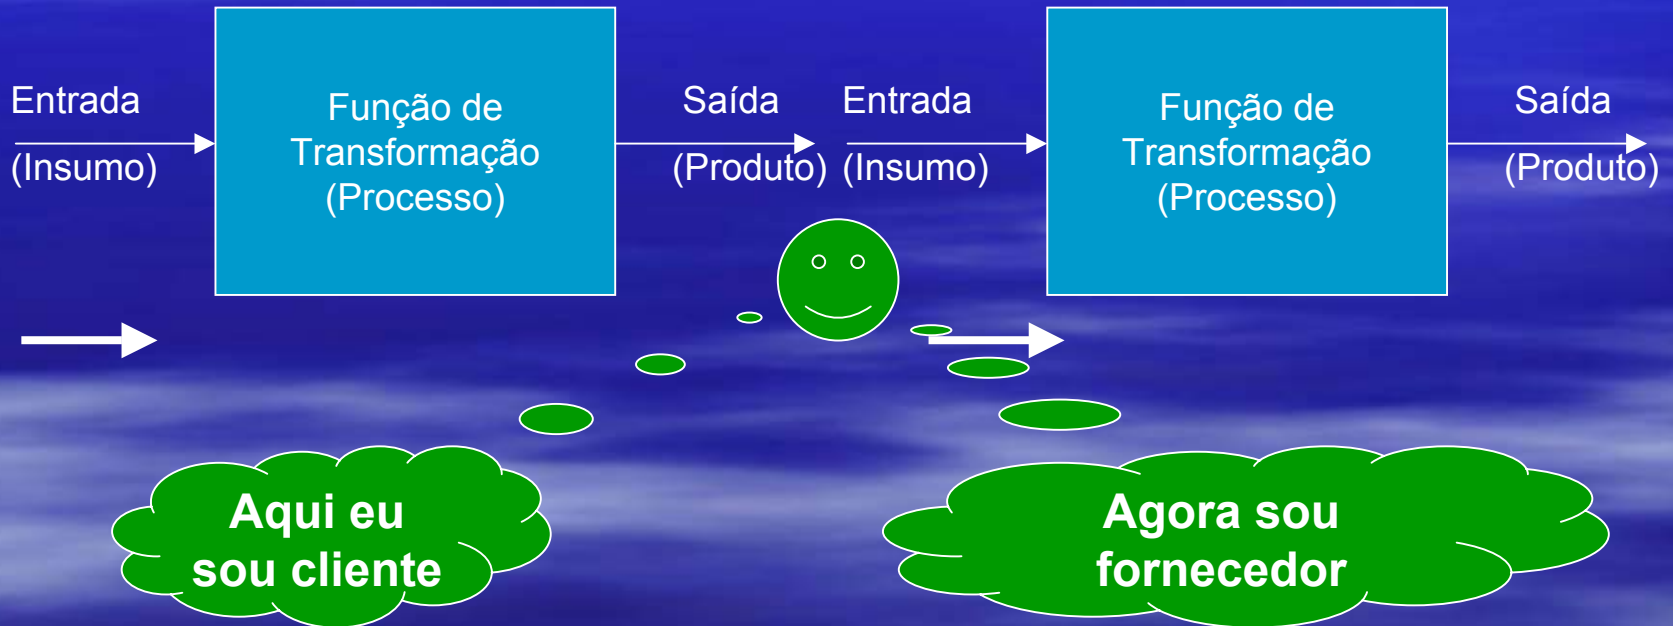 Entrada
(Insumo)
Função de
Transformação
(Processo)
Saída
(Produto)
Entrada
(Insumo)
Função de
Transformação
(Processo)
Saída
(Produto)
Aqui eu
sou cliente
Agora sou
fornecedor